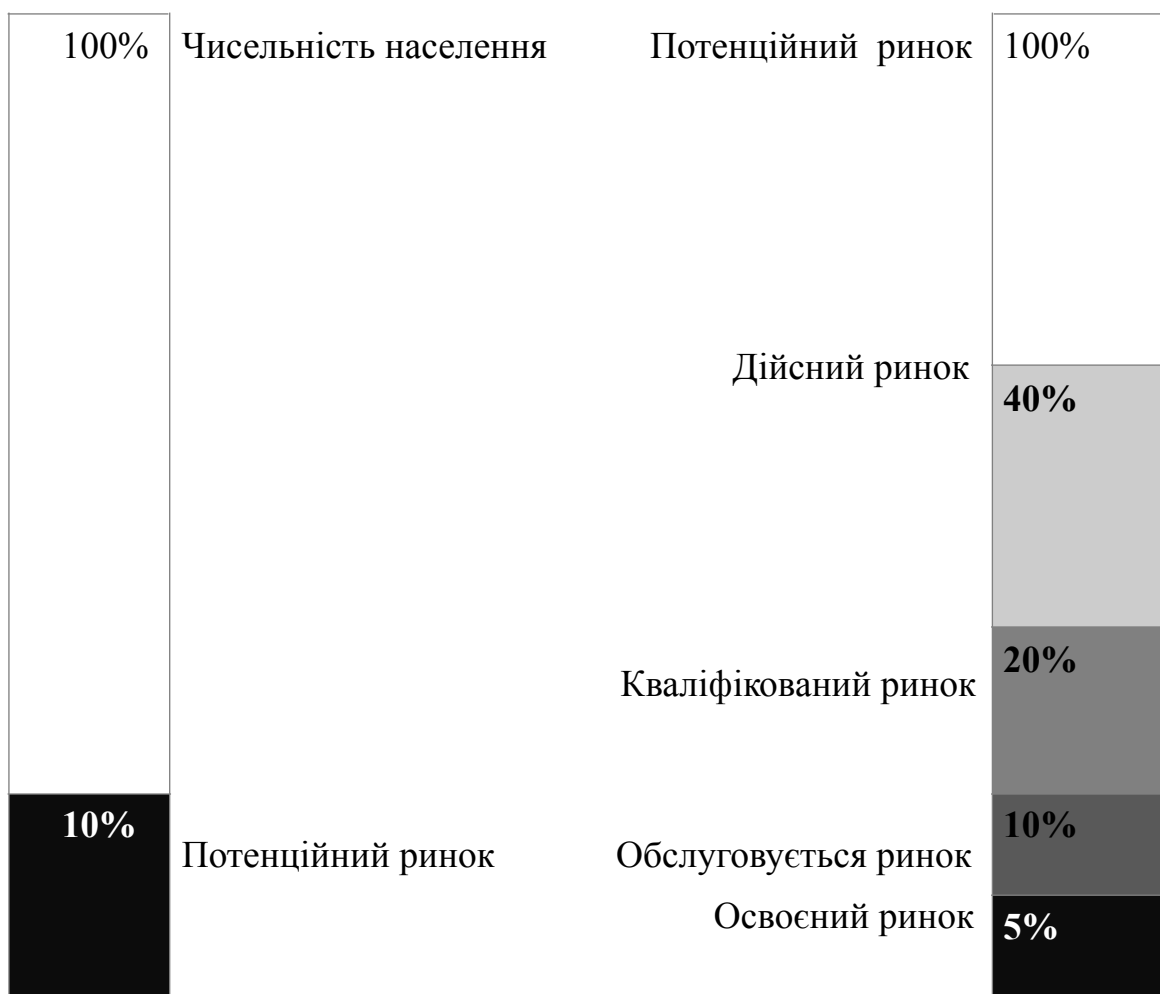 100% Чисельність населення Потенційний ринок 100%
Дійсний ринок
40%
20%
Кваліфікований ринок
10% 10%
Потенційний ринок Обслуговується ринок
Освоєний ринок 5%